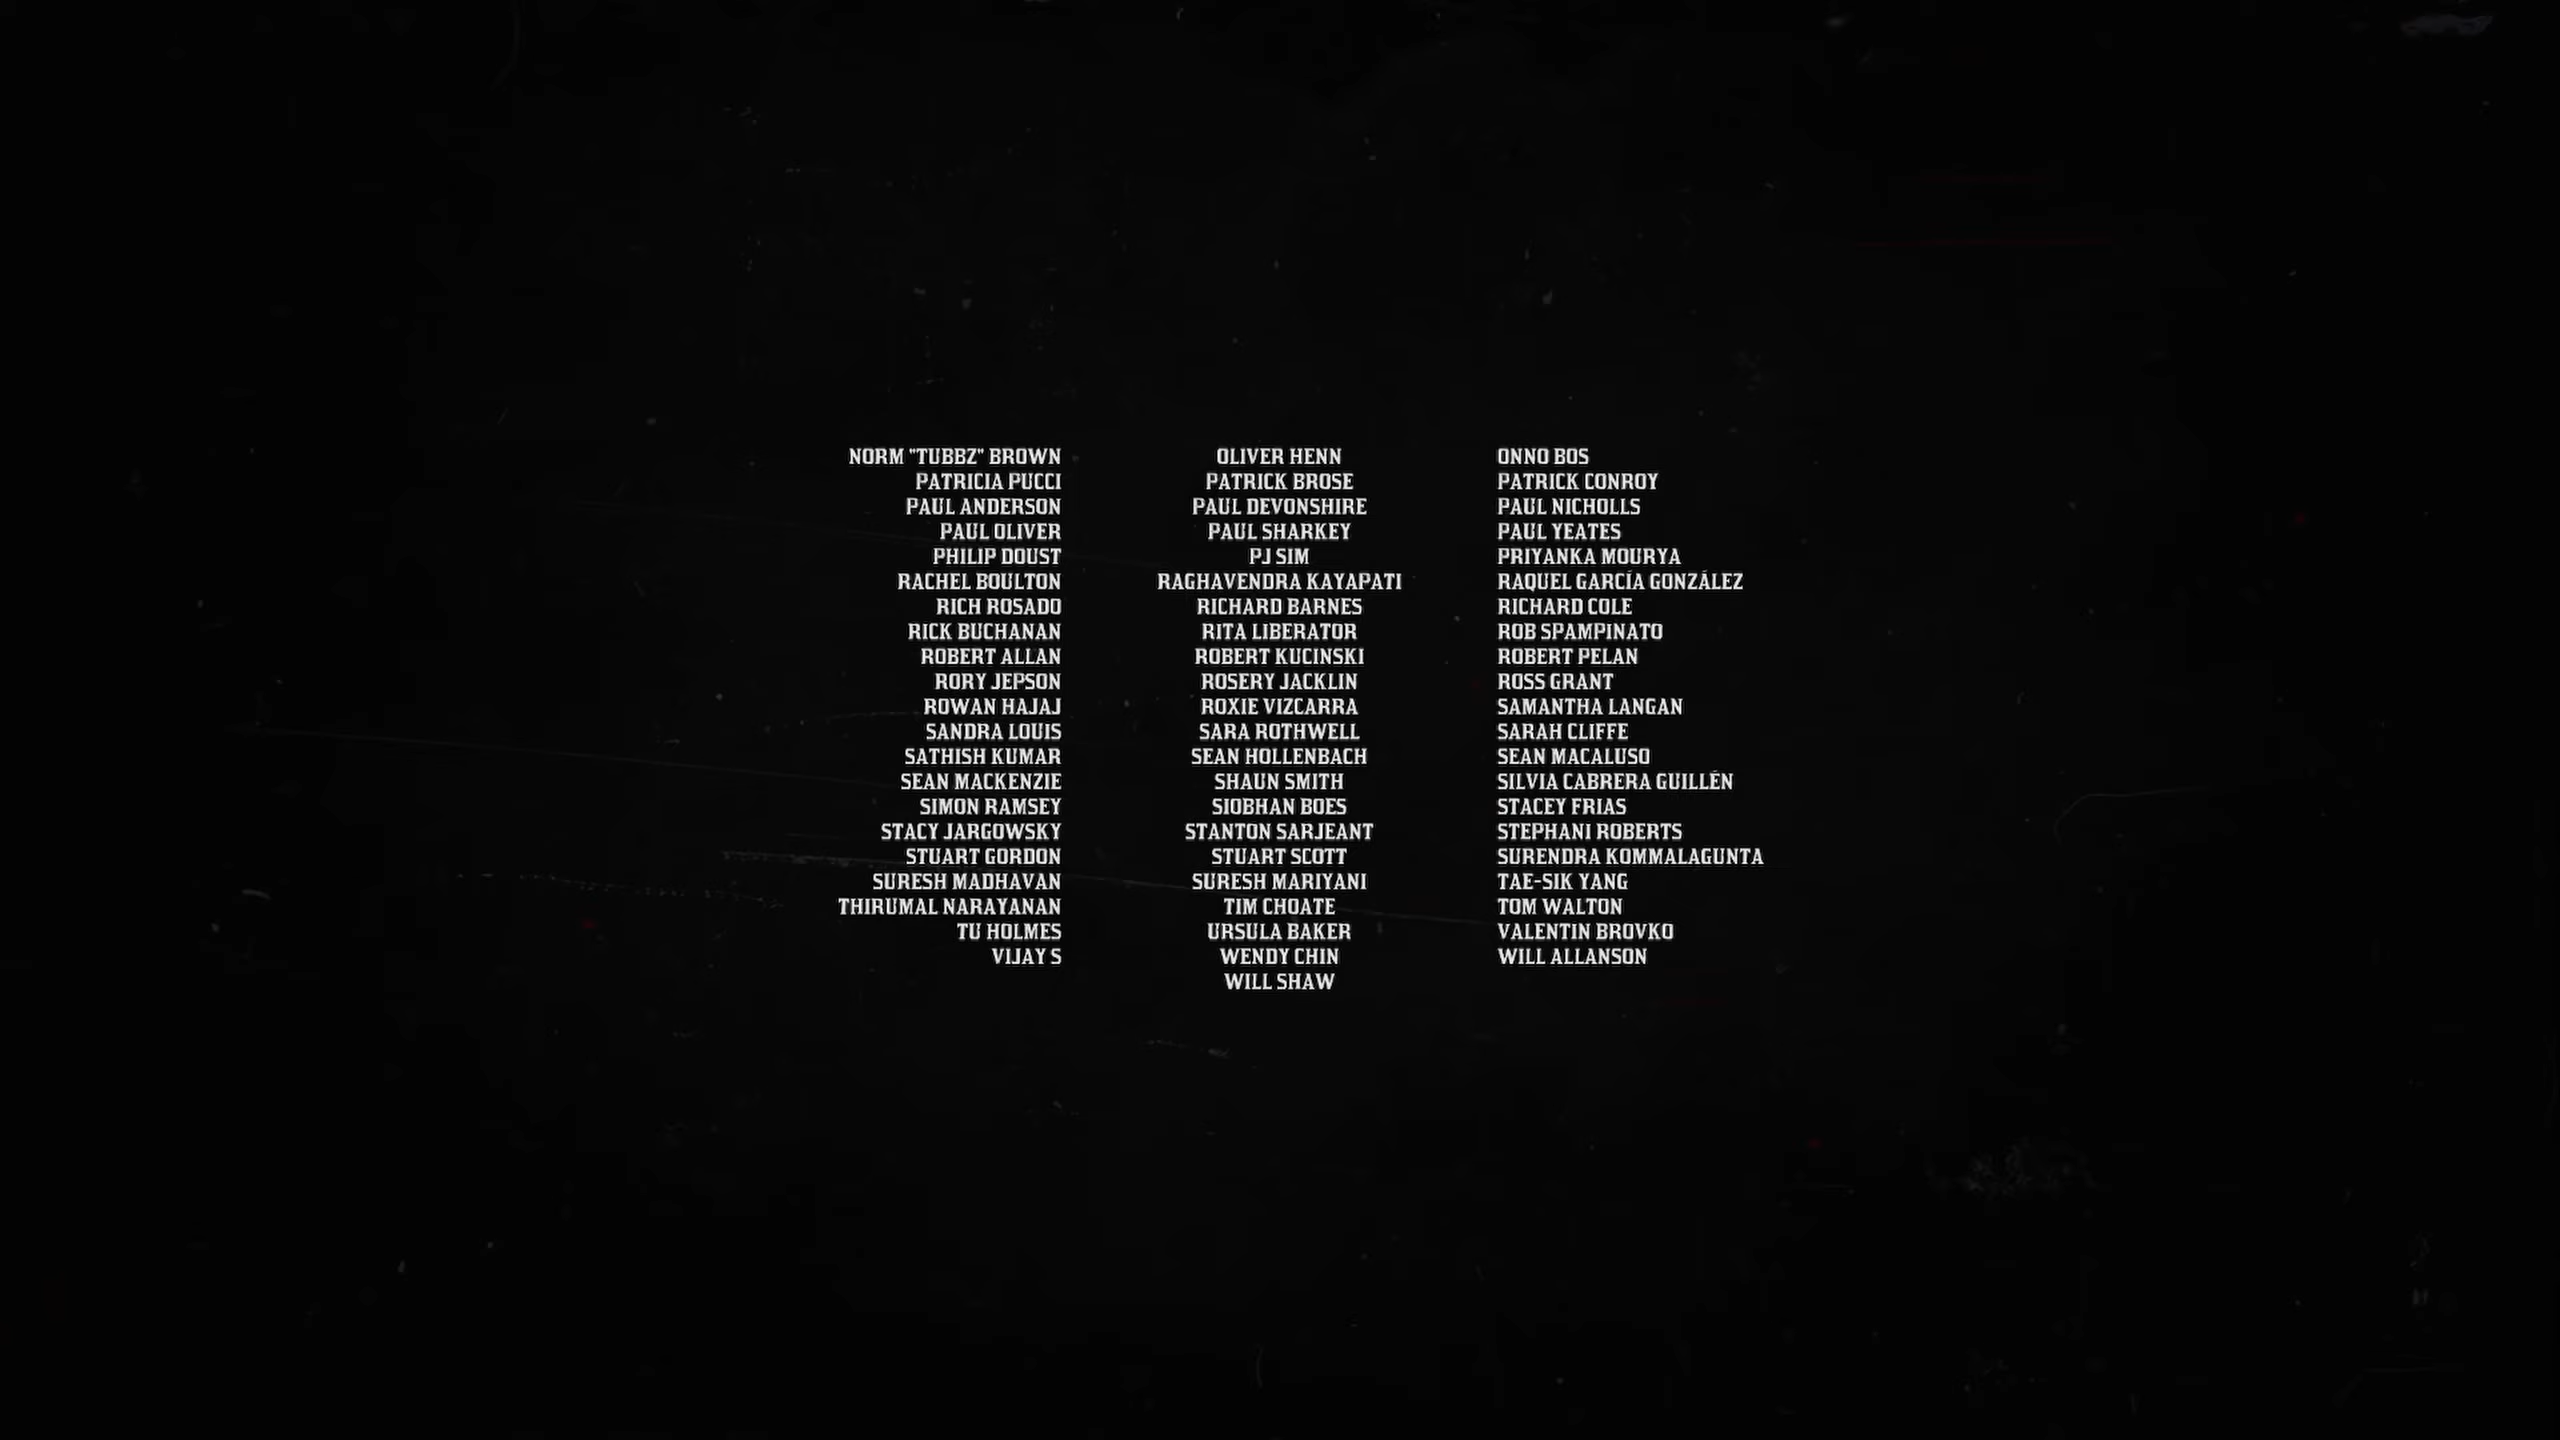 NORM "TUBBZ" BROWN OLIVER HENN ONNO BOS
PATRICIA PUCCI PATRICK BROSE PATRICK CONROY
PAUL ANDERSON PAUL DEVONSHIRE PAUL NICHOLLS
PAUL OLIVER PAUL SHARKEY PAUL YEATES
PHILIP DOUST PJ SIM PRIYANKA MOURYA
RACHEL BOULTON RAGHAVENDRA KAYAPATI RAQUEL GARCÍA GONZÁLEZ
RICH ROSADO RICHARD BARNES RICHARD COLE
RICK BUCHANAN RITA LIBERATOR ROB SPAMPINATO
ROBERT ALLAN ROBERT KUCINSKI ROBERT PELAN
RORY JEPSON ROSERY JACKLIN ROSS GRANT
ROWAN HAJAJ ROXIE VIZCARRA SAMANTHA LANGAN
SANDRA LOUIS SARA ROTHWELL SARAH CLIFFE
SATHISH KUMAR SEAN HOLLENBACH SEAN MACALUSO
SEAN MACKENZIE SHAUN SMITH SILVIA CABRERA GUILLÉN
SIMON RAMSEY SIOBHAN BOES STACEY FRIAS
STACY JARGOWSKY STANTON SARJEANT STEPHANI ROBERTS
STUART GORDON STUART SCOTT SURENDRA KOMMALAGUNTA
SURESH MADHAVAN SURESH MARIYANI TAE-SIK YANG
THIRUMAL NARAYANAN TIM CHOATE TOM WALTON
TU HOLMES URSULA BAKER VALENTIN BROVKO
VIJAY S WENDY CHIN WILL ALLANSON
WILL SHAW